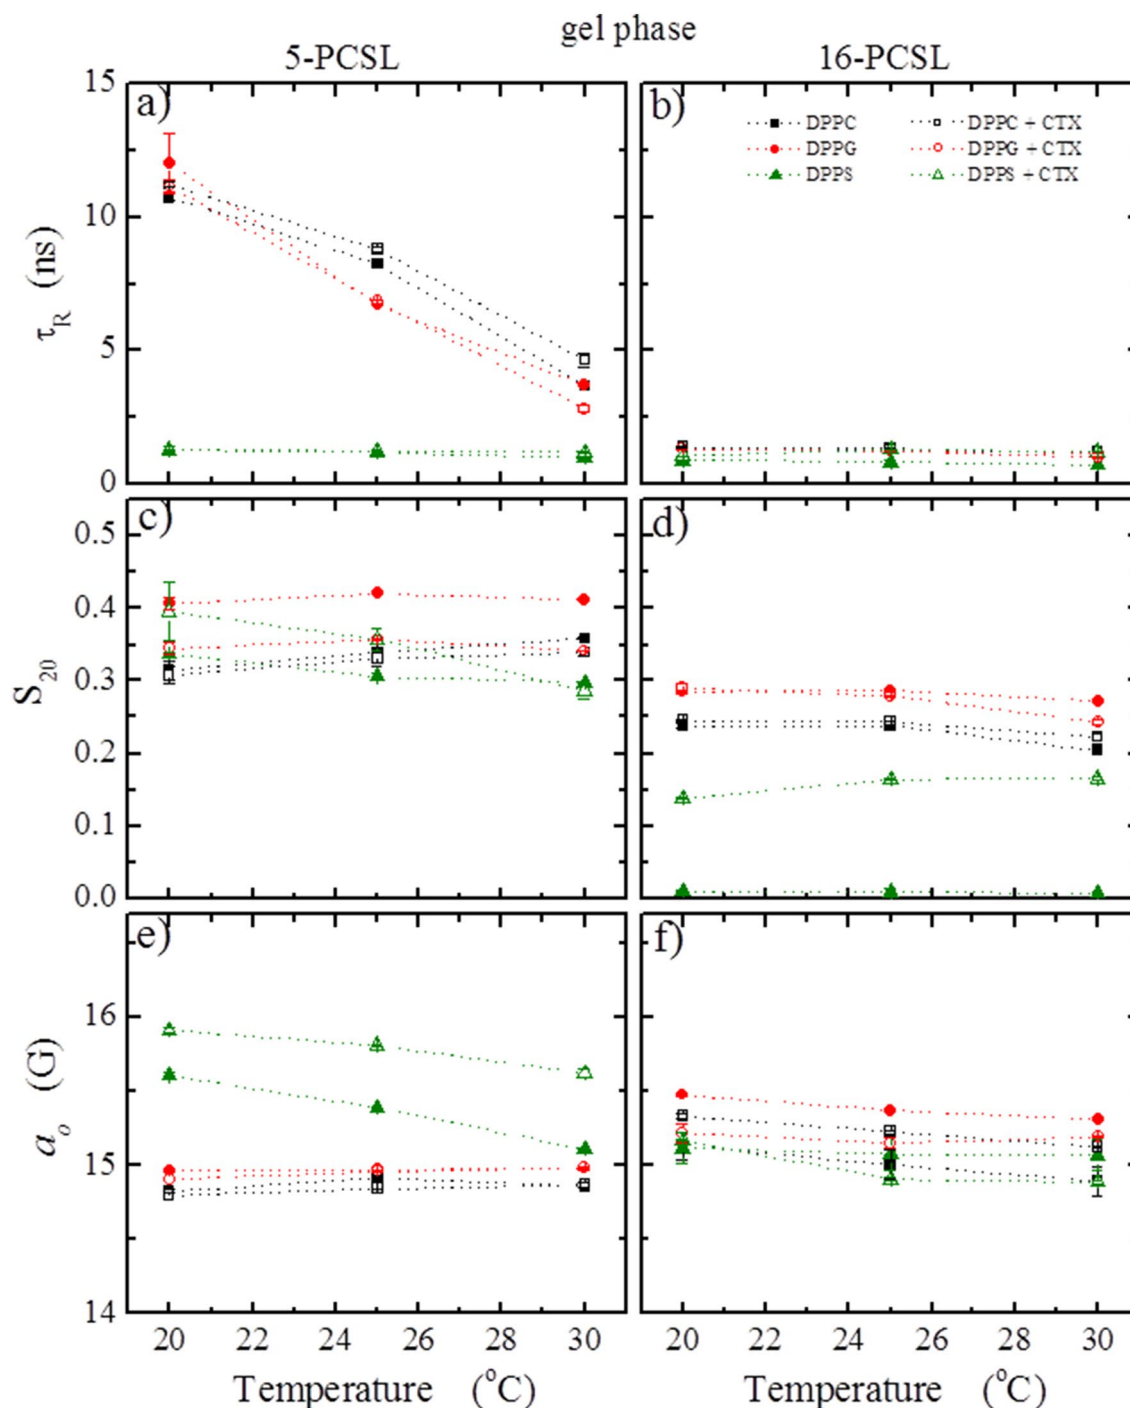 gel phase
5-PCSL 16-PCSL
a) b)
15
10
5
0
τR (ns)
DPPC DPPC + CTX
DPPG DPPG + CTX
DPPS DPPS + CTX
c) d)
0.5
0.4
0.3
0.2
0.1
0.0
S20
e) f)
16
15
14
ao (G)
20 22 24 26 28 30 20 22 24 26 28 30
Temperature (°C) Temperature (°C)